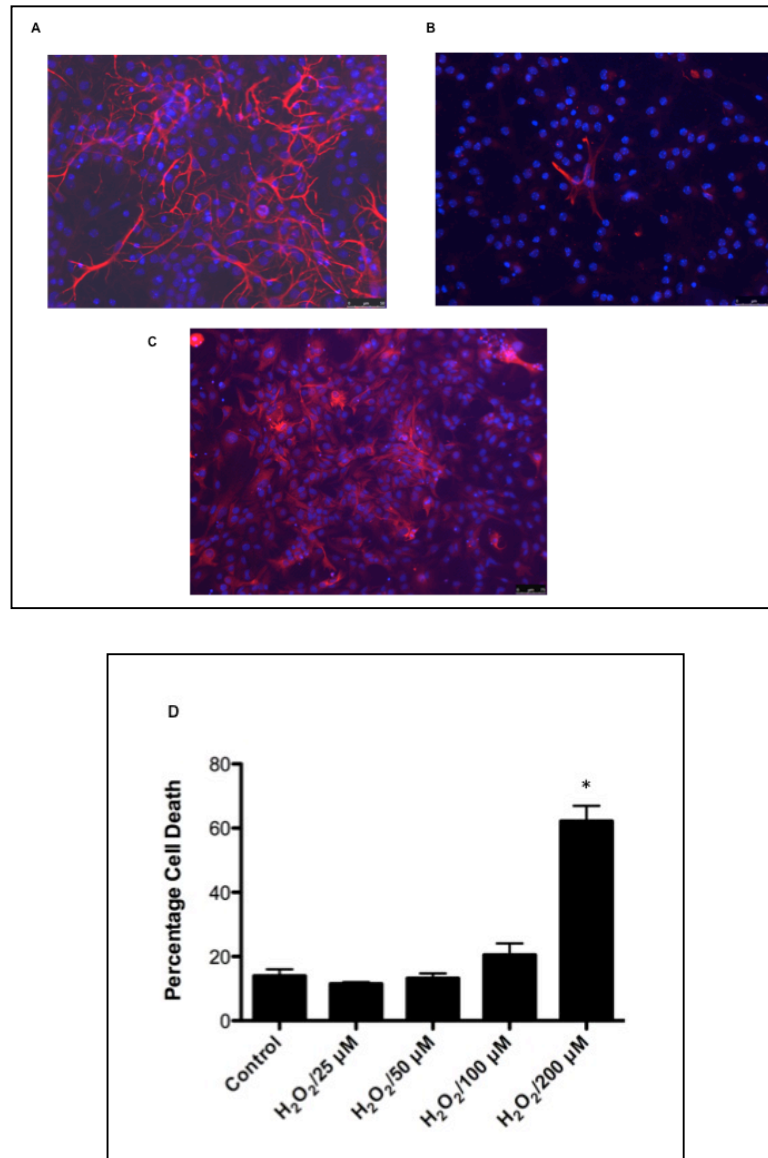 A
B
C
D
80
60
40
20
0
*
Percentage Cell Death
Control
H₂O₂/25 µM
H₂O₂/50 µM
H₂O₂/100 µM
H₂O₂/200 µM